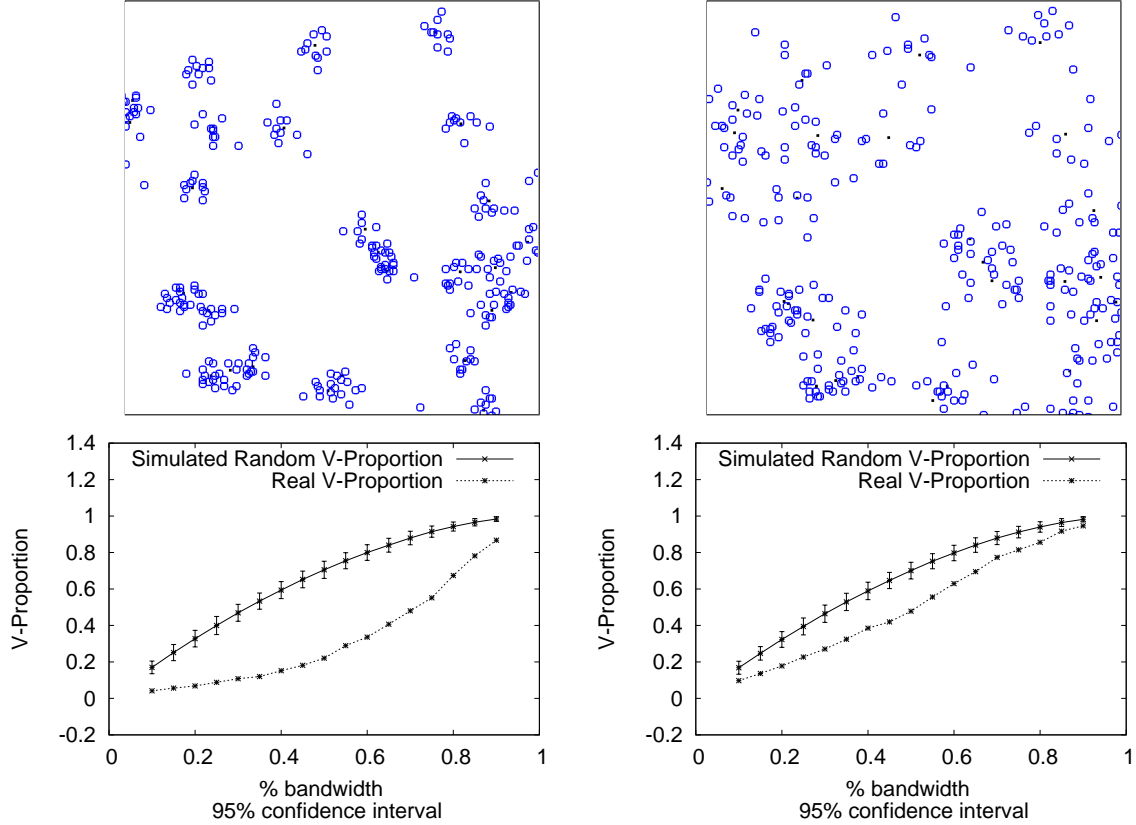 1.4
1.2
1
0.8
0.6
0.4
0.2
0
-0.2
V-Proportion
Simulated Random V-Proportion
Real V-Proportion
0 0.2 0.4 0.6 0.8 1
% bandwidth
95% confidence interval
1.4
1.2
1
0.8
0.6
0.4
0.2
0
-0.2
V-Proportion
Simulated Random V-Proportion
Real V-Proportion
0 0.2 0.4 0.6 0.8 1
% bandwidth
95% confidence interval